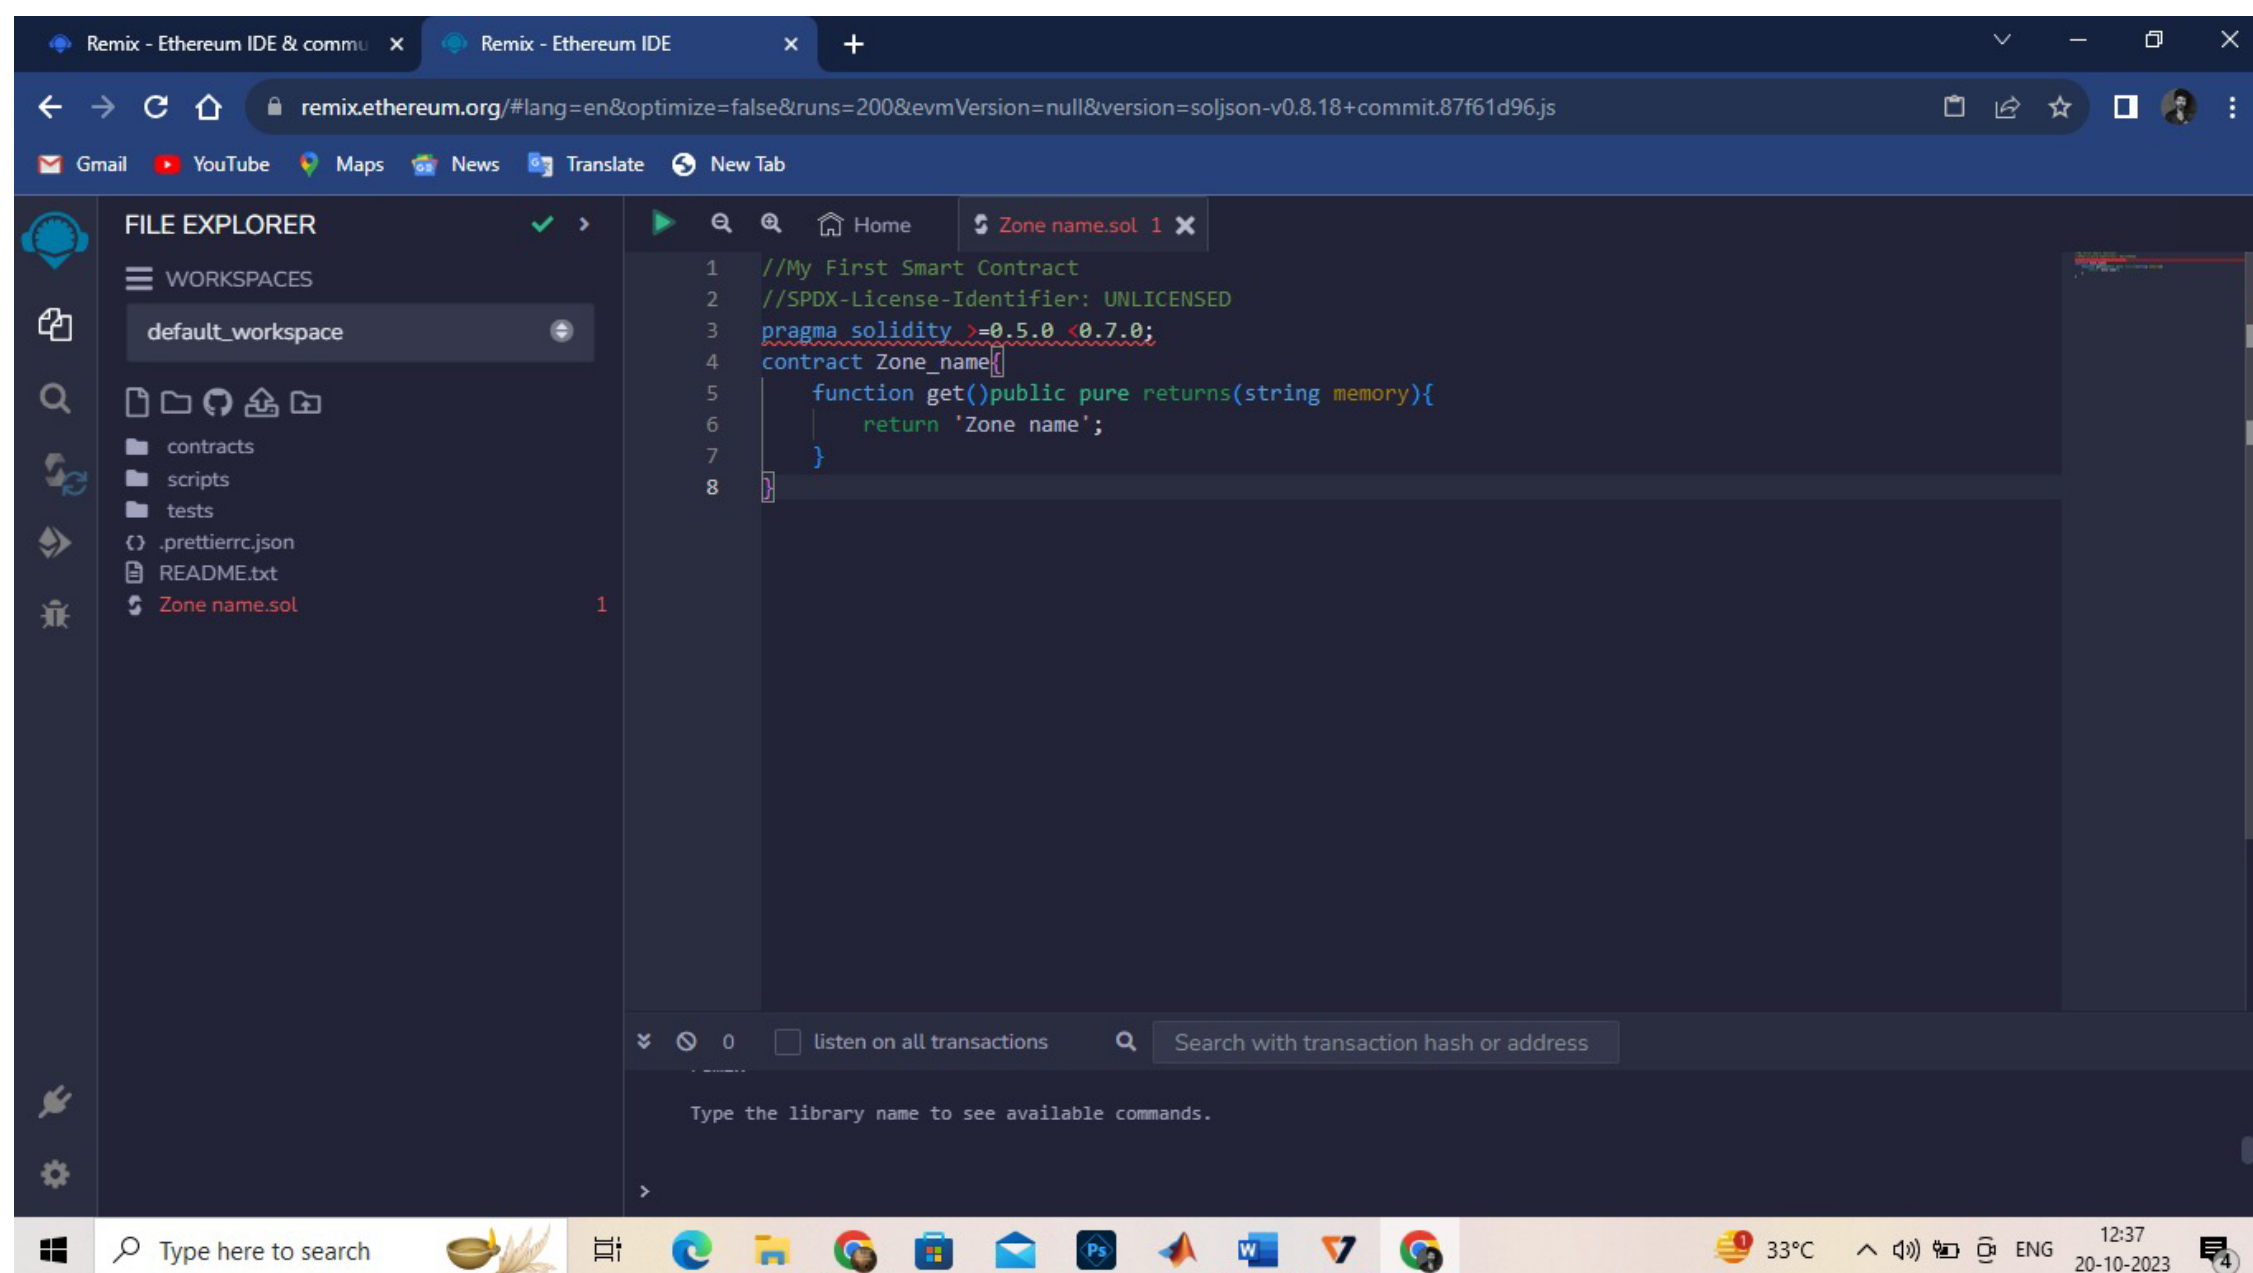 Remix - Ethereum IDE & commu
Remix - Ethereum IDE
remix.ethereum.org/#lang=en&optimize=false&runs=200&evmVersion=null&version=soljson-v0.8.18+commit.87f61d96.js
Gmail YouTube Maps News Translate New Tab
FILE EXPLORER
WORKSPACES
default_workspace
contracts
scripts
tests
.prettierrc.json
README.txt
Zone name.sol 1
Home
Zone name.sol 1
1 //My First Smart Contract
2 //SPDX-License-Identifier: UNLICENSED
3 pragma solidity >=0.5.0 <0.7.0;
4 contract Zone_name{
5 function get()public pure returns(string memory){
6 return 'Zone name';
7 }
8 }
0 listen on all transactions Search with transaction hash or address
Type the library name to see available commands.
>
Type here to search
Ps
W
1
33°C
ENG
12:37
20-10-2023
4